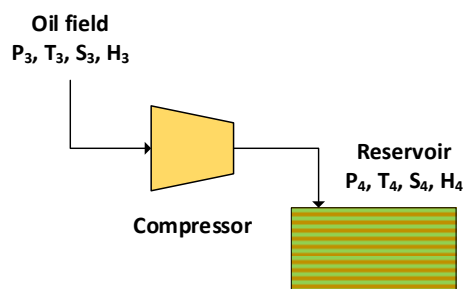 Oil field
P₃, T₃, S₃, H₃
Reservoir
P₄, T₄, S₄, H₄
Compressor